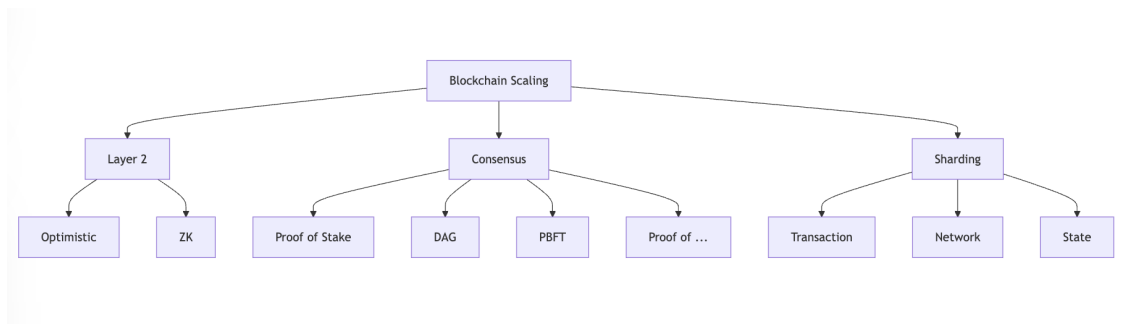 Blockchain Scaling
Layer 2
Consensus
Sharding
Optimistic
ZK
Proof of Stake
DAG
PBFT
Proof of ...
Transaction
Network
State